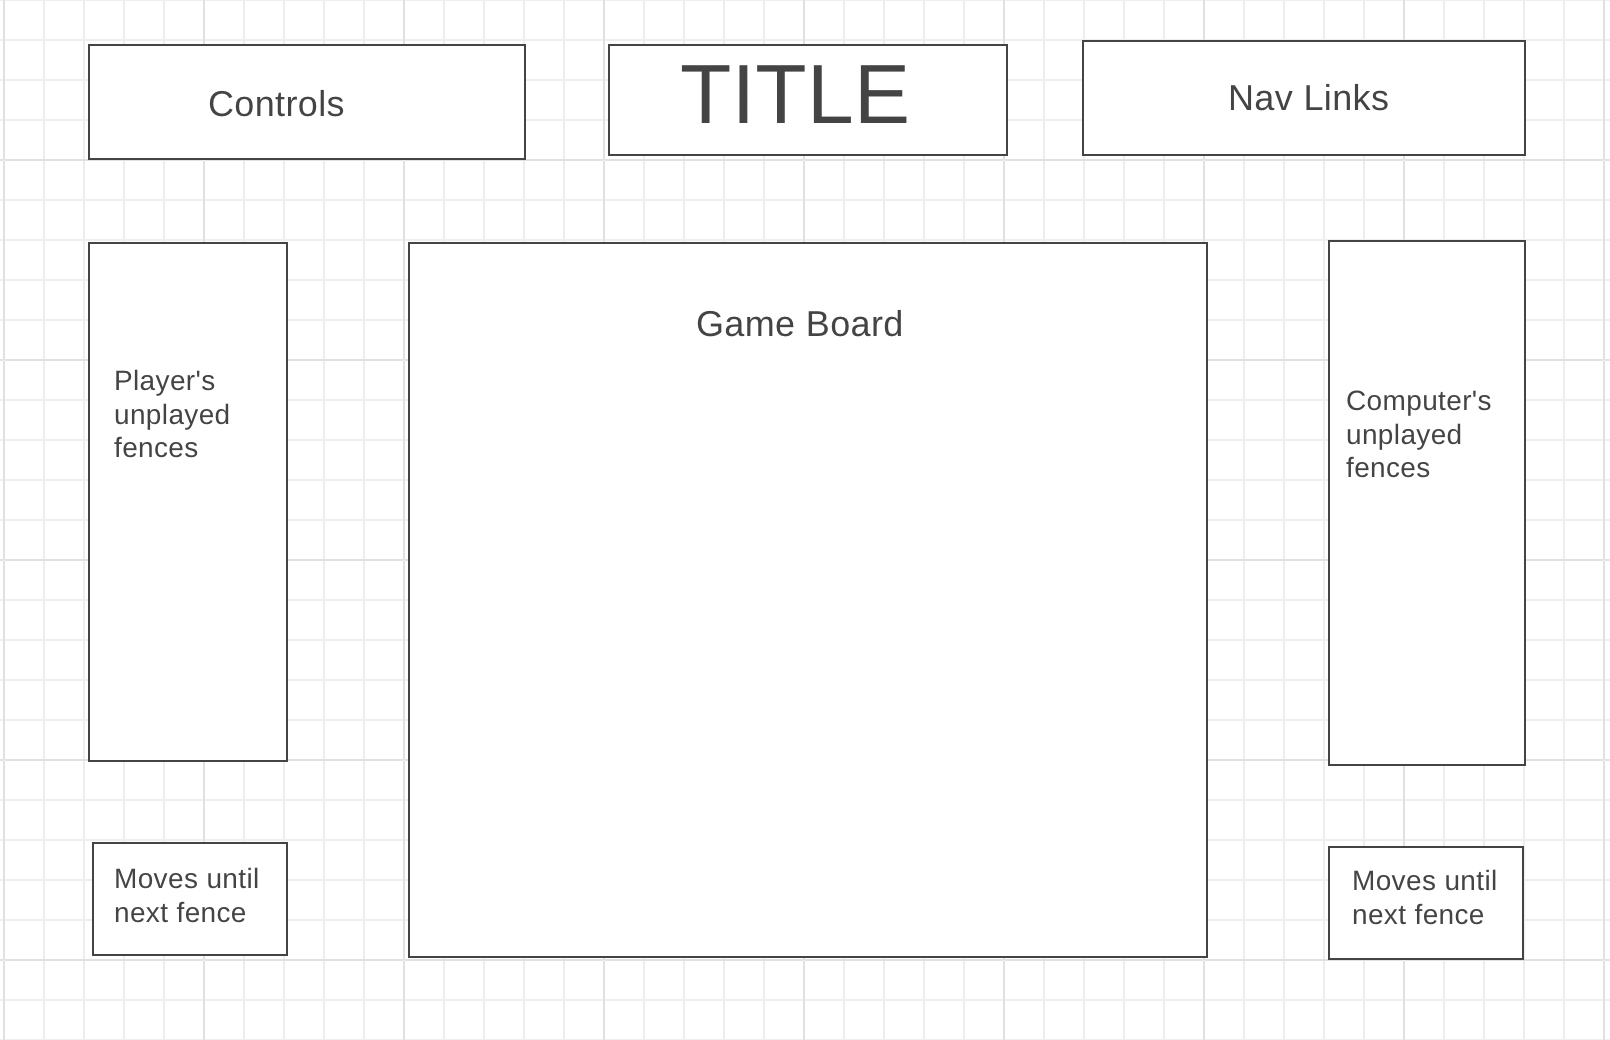 Controls
TITLE
Nav Links
Game Board
Player's
unplayed
fences
Computer's
unplayed
fences
Moves until
next fence
Moves until
next fence